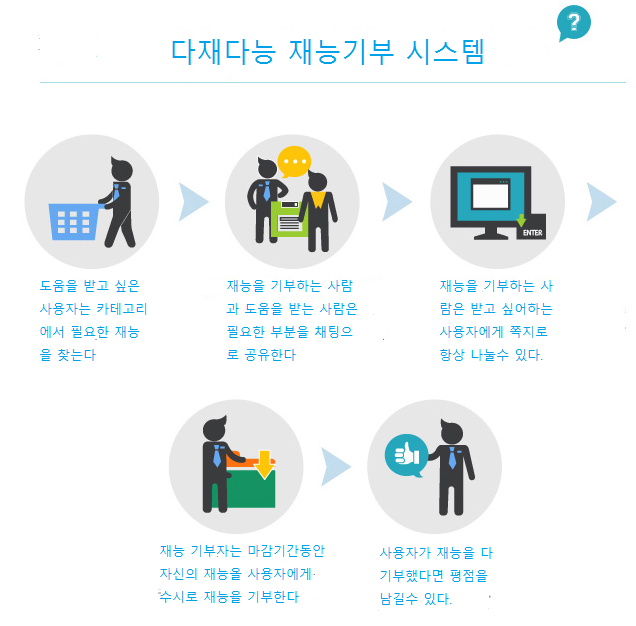 ?
다재다능 재능기부 시스템
도움을 받고 싶은
사용자는 카테고리
에서 필요한 재능
을 찾는다
재능을 기부하는 사람
과 도움을 받는 사람은
필요한 부분을 채팅으
로 공유한다
ENTER
재능을 기부하는 사
람은 받고 싶어하는
사용자에게 쪽지로
항상 나눌수 있다.
재능 기부자는 마감기간동안
자신의 재능을 사용자에게
수시로 재능을 기부한다
사용자가 재능을 다
기부했다면 평점을
남길수 있다.